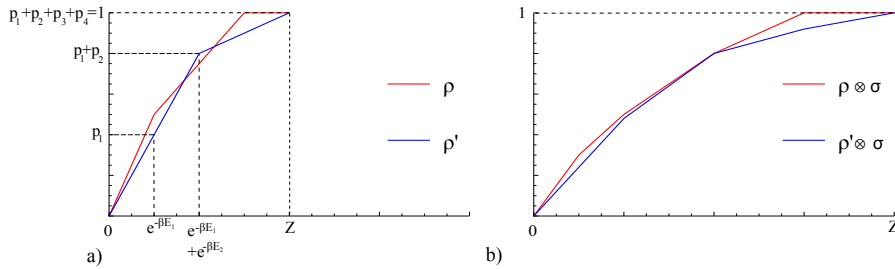 p₁+p₂+p₃+p₄=1
p₁+p₂
p₁
ρ
ρ'
0
e^-βE₁
e^-βE₁
+e^-βE₂
Z
a)
1
ρ ⊗ σ
ρ' ⊗ σ
0
Z
b)